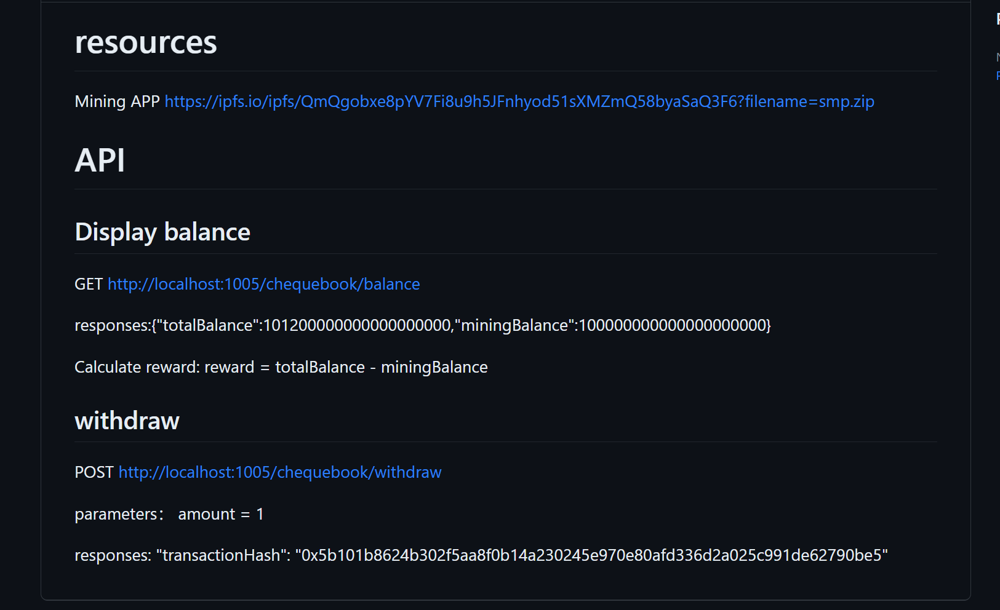 resources
Mining APP https://ipfs.io/ipfs/QmQgobxe8pYV7Fi8u9h5JFnhyod51sXMZmQ58byaSaQ3F6?filename=smp.zip
API
Display balance
GET http://localhost:1005/chequebook/balance
responses:{"totalBalance":101200000000000000000,"miningBalance":100000000000000000000}
Calculate reward: reward = totalBalance - miningBalance
withdraw
POST http://localhost:1005/chequebook/withdraw
parameters： amount = 1
responses: "transactionHash": "0x5b101b8624b302f5aa8f0b14a230245e970e80afd336d2a025c991de62790be5"